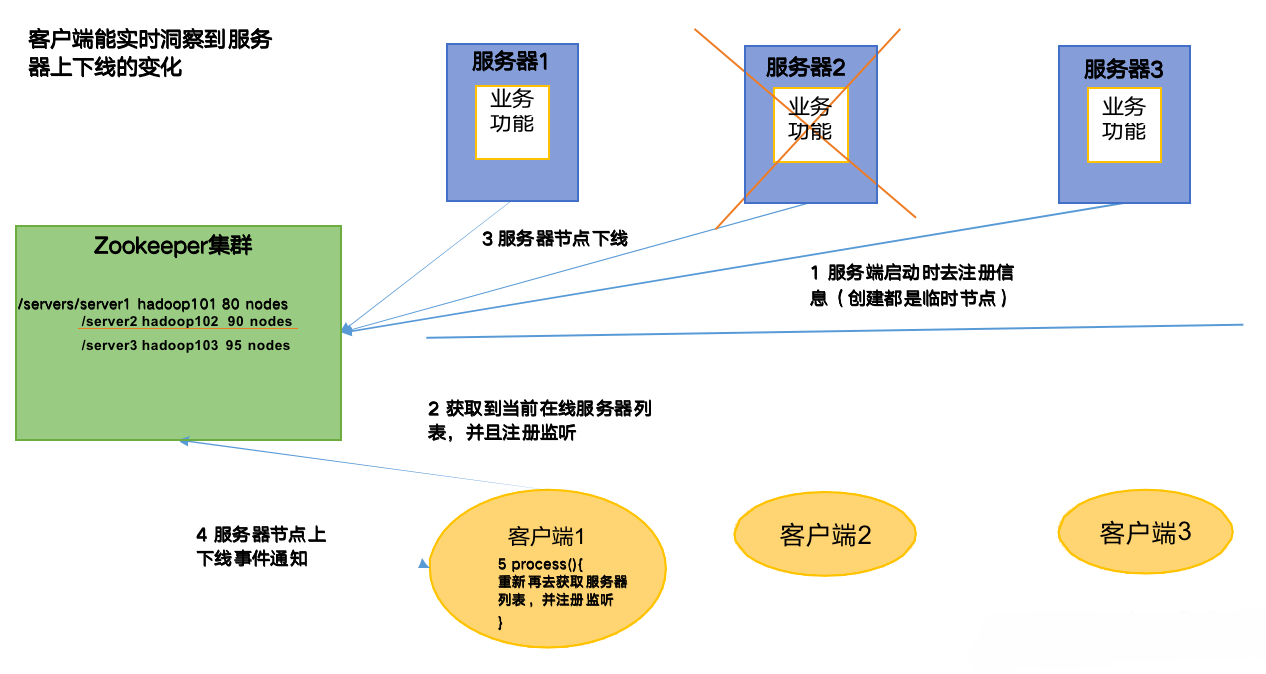 客户端能实时洞察到服务
器上下线的变化
服务器1
业务
功能
服务器2
业务
功能
服务器3
业务
功能
3 服务器节点下线
Zookeeper集群
1 服务端启动时去注册信
息（创建都是临时节点）
/servers/server1 hadoop101 80 nodes
/server2 hadoop102 90 nodes
/server3 hadoop103 95 nodes
2 获取到当前在线服务器列
表，并且注册监听
4 服务器节点上
下线事件通知
客户端1
5 process(){
重新再去获取服务器
列表，并注册监听
}
客户端2
客户端3